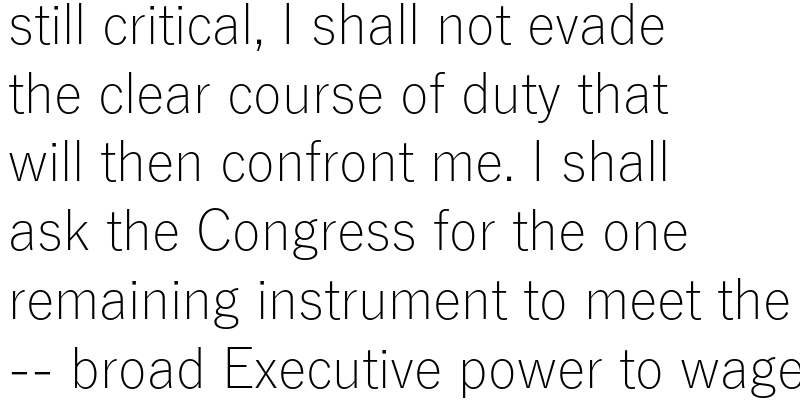 still critical, I shall not evade
the clear course of duty that
will then confront me. I shall
ask the Congress for the one
remaining instrument to meet the
-- broad Executive power to wage